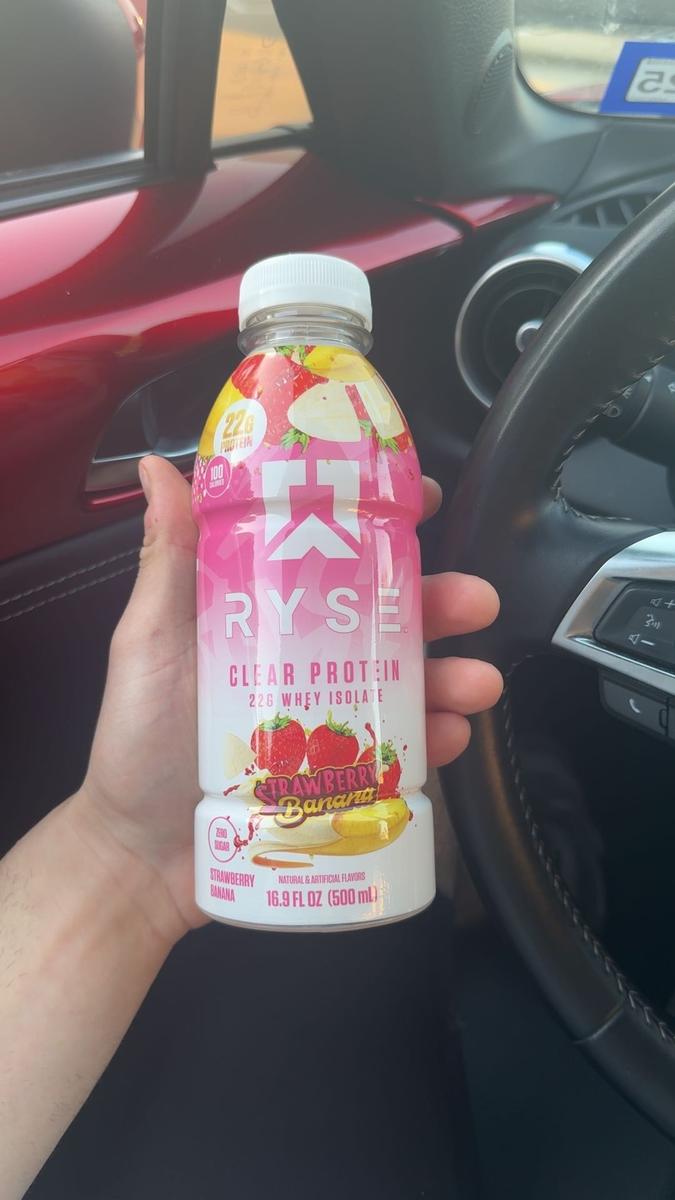 25
22G
PROTEIN
100
CALORIES
RYSE
CLEAR PROTEIN
22G WHEY ISOLATE
STRAWBERRY
Banana
ZERO
SUGAR
STRAWBERRY
BANANA
NATURAL & ARTIFICIAL FLAVORS
16.9 FL OZ (500 mL)